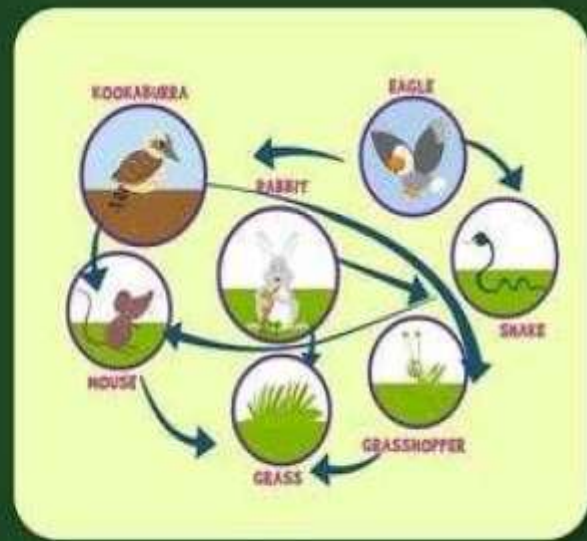 KOOKABURRA
EAGLE
RABBIT
SNAKE
MOUSE
GRASSHOPPER
GRASS